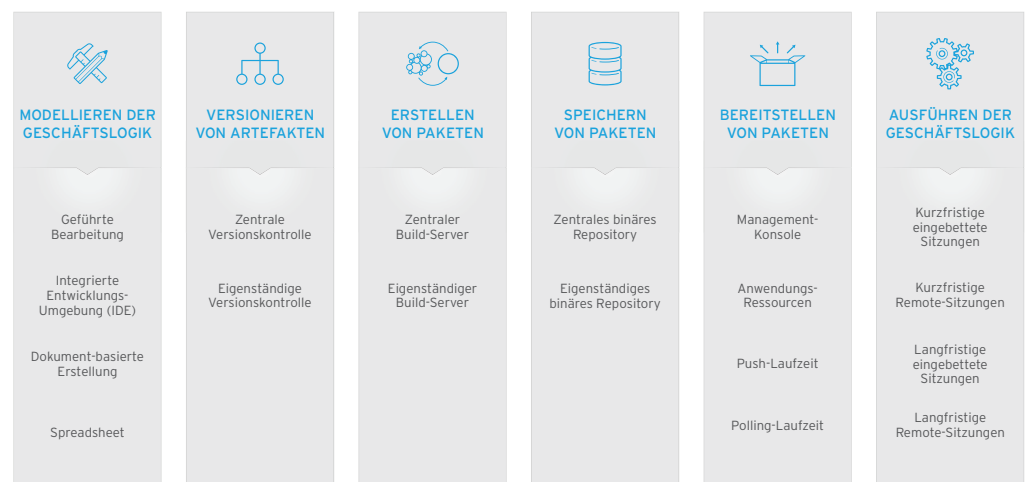 MODELLIEREN DER
GESCHÄFTSLOGIK
Geführte
Bearbeitung
Integrierte
Entwicklungs-
Umgebung (IDE)
Dokument-basierte
Erstellung
Spreadsheet
VERSIONIEREN
VON ARTEFAKTEN
Zentrale
Versionskontrolle
Eigenständige
Versionskontrolle
ERSTELLEN
VON PAKETEN
Zentraler
Build-Server
Eigenständiger
Build-Server
SPEICHERN
VON PAKETEN
Zentrales binäres
Repository
Eigenständiges
binäres Repository
BEREITSTELLEN
VON PAKETEN
Management-
Konsole
Anwendungs-
Ressourcen
Push-Laufzeit
Polling-Laufzeit
AUSFÜHREN DER
GESCHÄFTSLOGIK
Kurzfristige
eingebettete
Sitzungen
Kurzfristige
Remote-Sitzungen
Langfristige
eingebettete
Sitzungen
Langfristige
Remote-Sitzungen